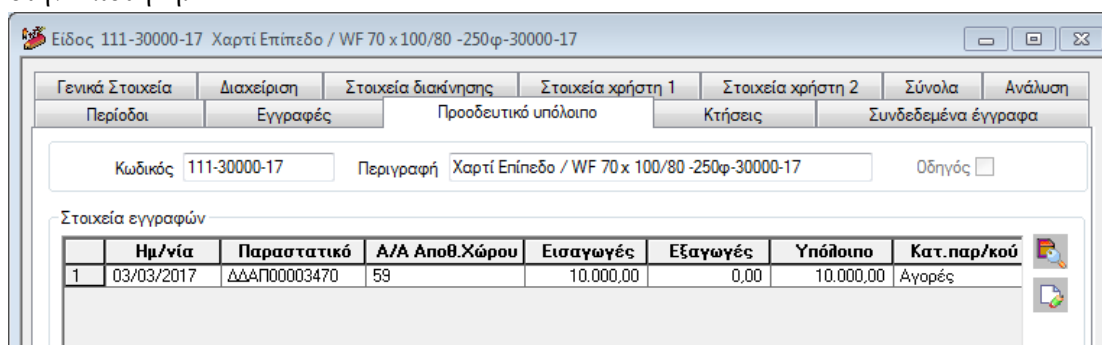 Είδος 111-30000-17 Χαρτί Επίπεδο / WF 70 x 100/80 -250φ-30000-17
Γενικά Στοιχεία Διαχείριση Στοιχεία διακίνησης Στοιχεία χρήστη 1 Στοιχεία χρήστη 2 Σύνολα Ανάλυση
Περίοδοι Εγγραφές Προοδευτικό υπόλοιπο Κτήσεις Συνδεδεμένα έγγραφα
Κωδικός 111-30000-17 Περιγραφή Χαρτί Επίπεδο / WF 70 x 100/80 -250φ-30000-17 Οδηγός
Στοιχεία εγγραφών
Ημ/νία Παραστατικό Α/Α Αποθ.Χώρου Εισαγωγές Εξαγωγές Υπόλοιπο Κατ.παρ/κού
1 03/03/2017 ΔΔΑΠ00003470 59 10.000,00 0,00 10.000,00 Αγορές